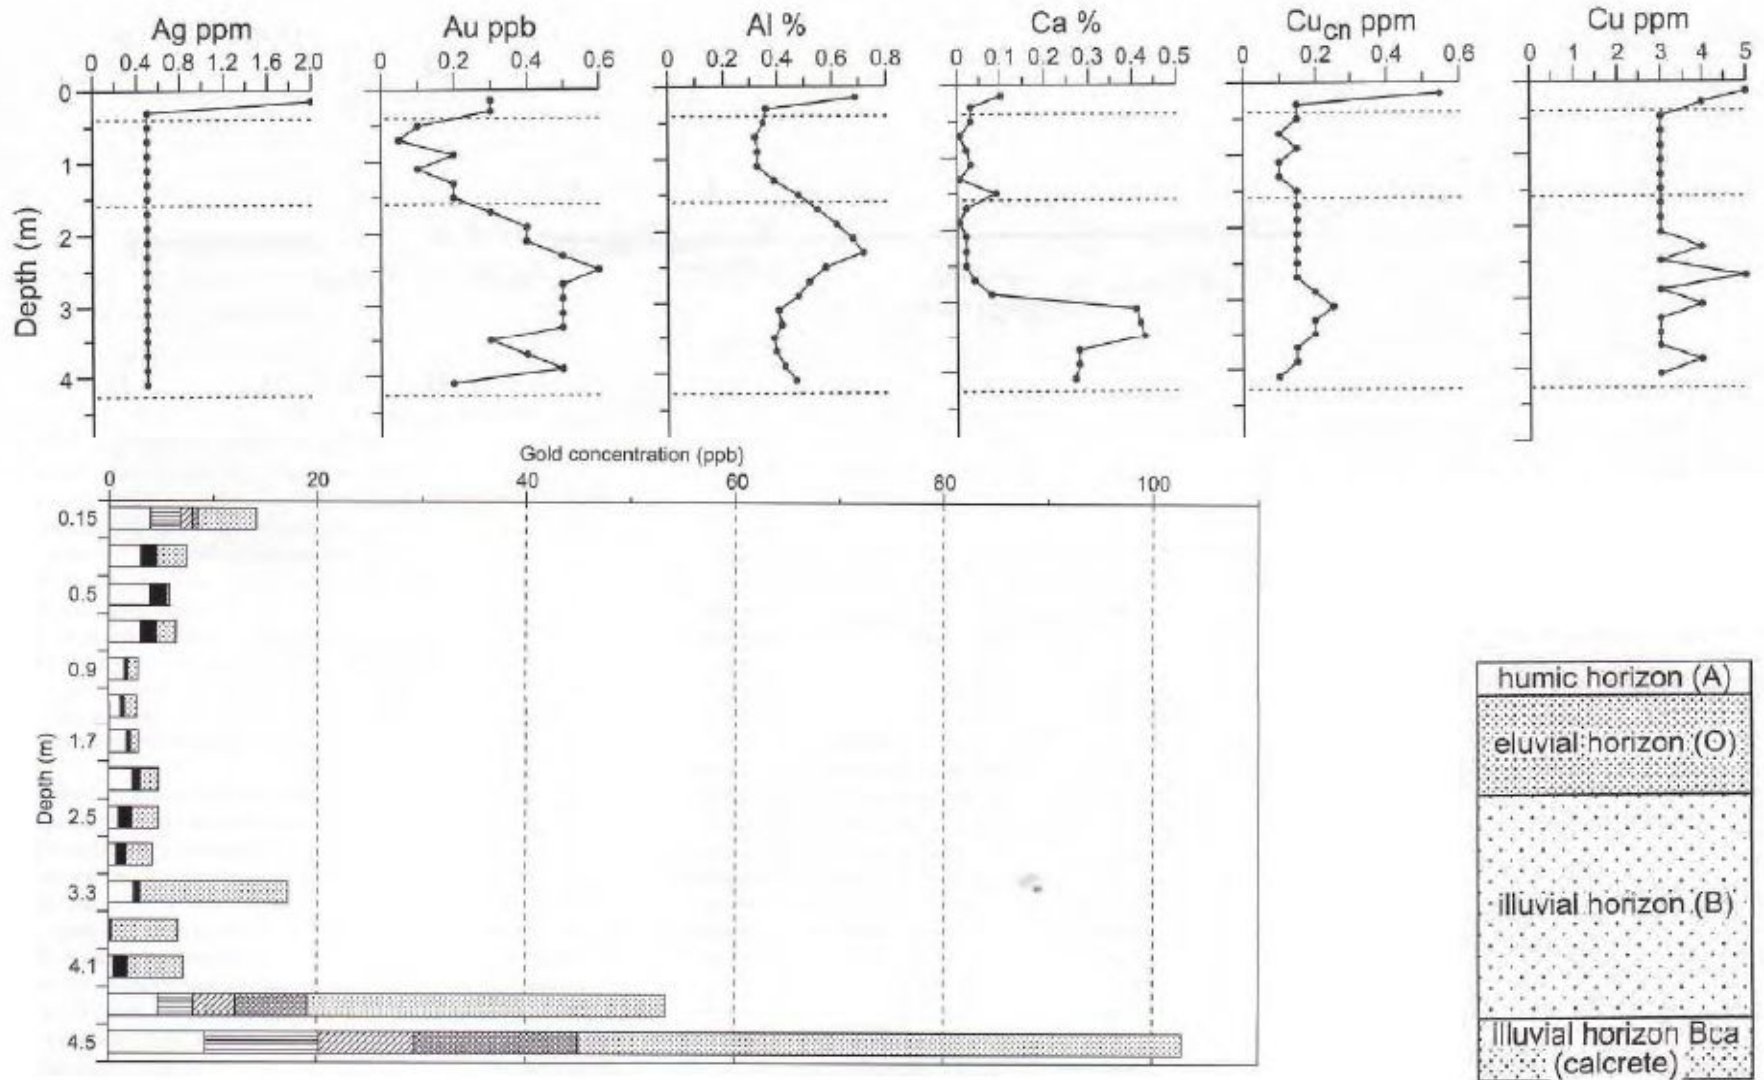 Ag ppm
Au ppb
Al %
Ca %
Cucn ppm
Cu ppm
0 0.4 0.8 1.2 1.6 2.0
0 0.2 0.4 0.6
0 0.2 0.4 0.6 0.8
0 0.1 0.2 0.3 0.4 0.5
0 0.2 0.4 0.6
0 1 2 3 4 5
Depth (m)
0
1
2
3
4
Gold concentration (ppb)
0 20 40 60 80 100
Depth (m)
0.15
0.5
0.9
1.7
2.5
3.3
4.1
4.5
humic horizon (A)
eluvial horizon (O)
illuvial horizon (B)
illuvial horizon Bca
(calcrete)